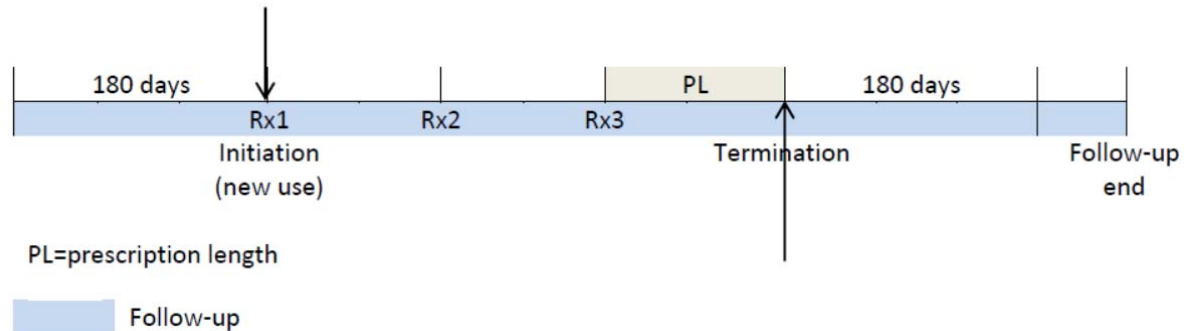 180 days PL 180 days
Rx1 Rx2 Rx3
Initiation Termination Follow-up
(new use) end
PL=prescription length
Follow-up